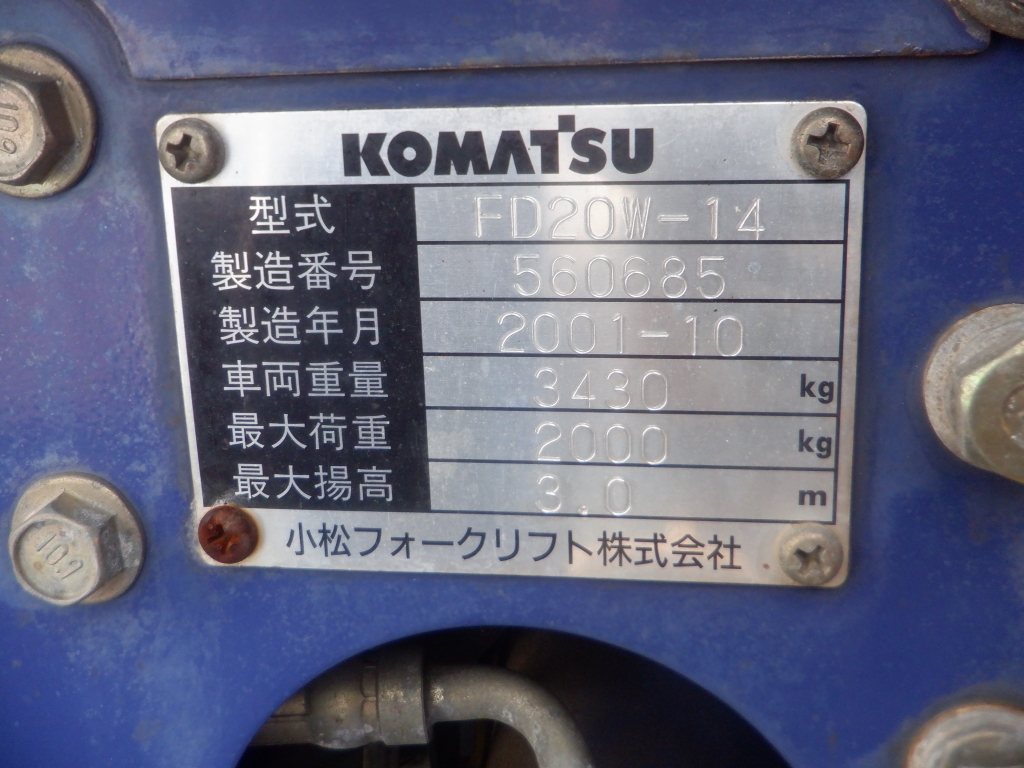 KOMATSU
型式 FD20W-14
製造番号 560685
製造年月 2001-10
車両重量 3430 kg
最大荷重 2000 kg
最大揚高 3.0 m
小松フォークリフト株式会社
10.9